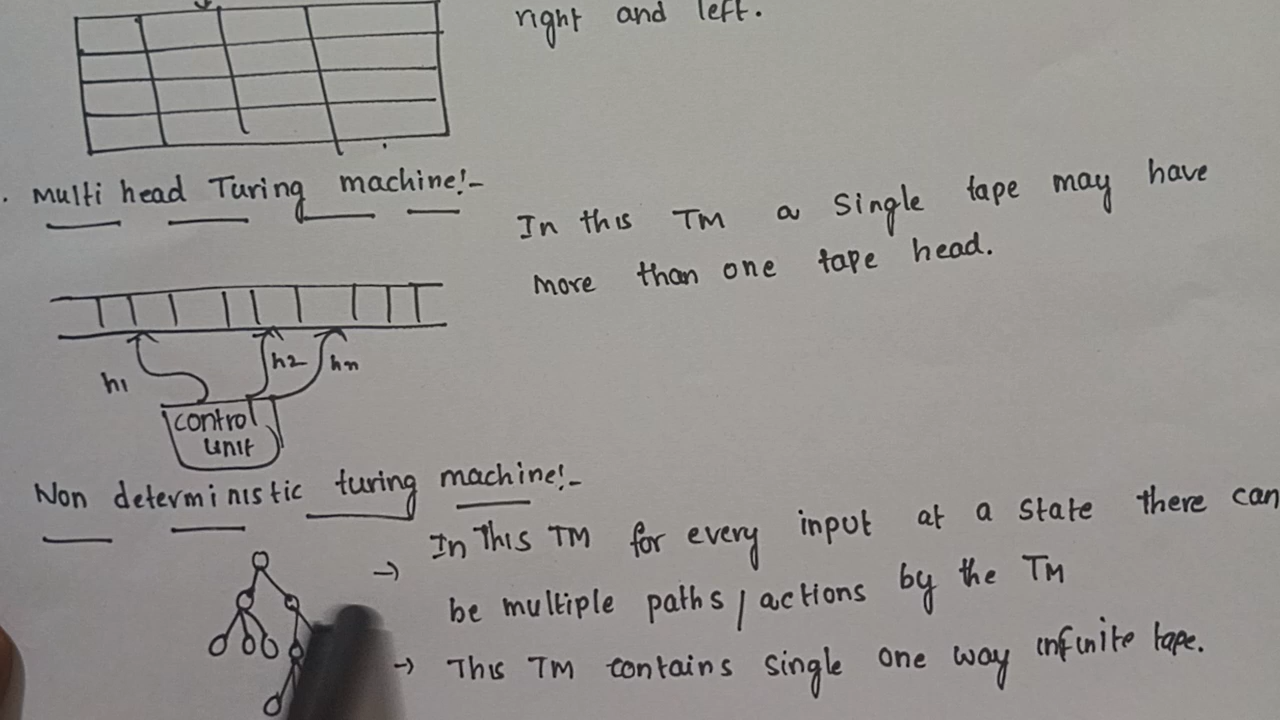 right and left.
. Multi head Turing machine!-
In this TM a single tape may have
more than one tape head.
h1 h2 hn
control
unit
Non deterministic turing machine!-
→ In This TM for every input at a state there can
be multiple paths / actions by the TM
→ This TM contains single one way infinite tape.